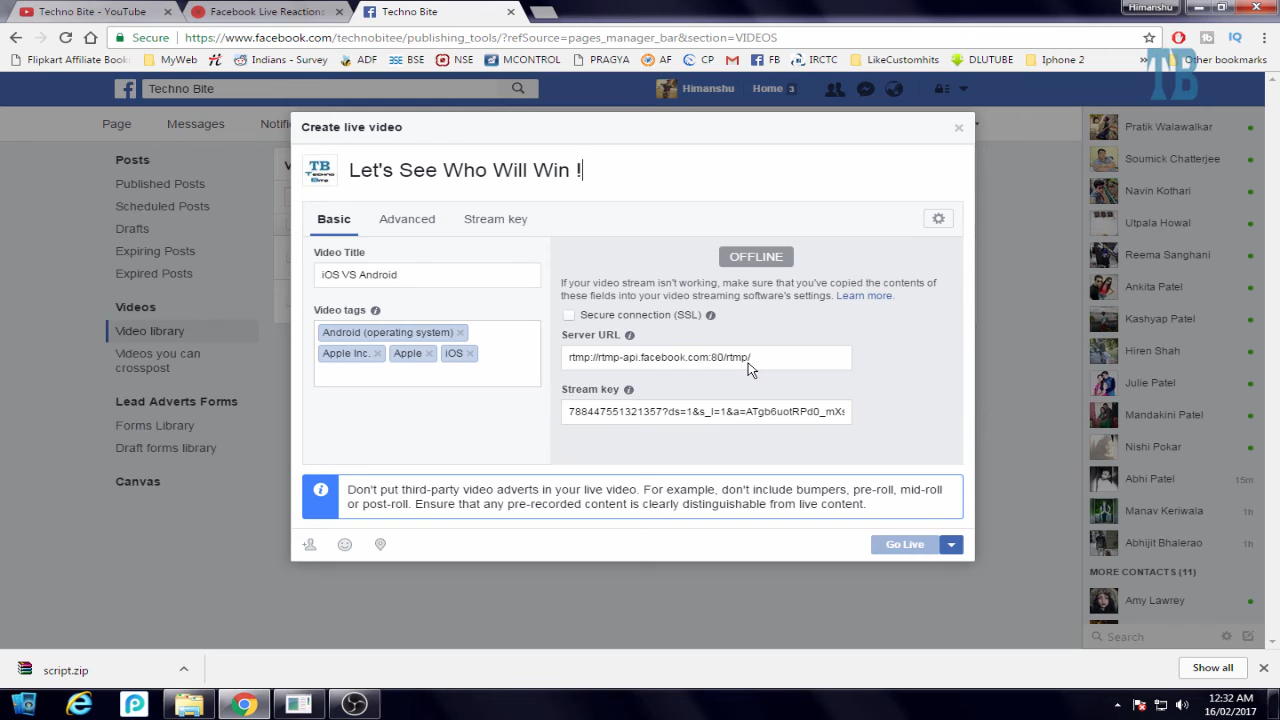 Techno Bite - YouTube
Facebook Live Reactions
Techno Bite
Himanshu
Secure
https://www.facebook.com/technobitee/publishing_tools/?refSource=pages_manager_bar&section=VIDEOS
Flipkart Affiliate Book
MyWeb
Indians - Survey
ADF
BSE
NSE
MCONTROL
PRAGYA
AF
CP
FB
IRCTC
LikeCustomhits
DLUTUBE
Iphone 2
Other bookmarks
TB
Techno Bite
Himanshu
Home 3
Page
Messages
Notifi
Create live video
Posts
Published Posts
Scheduled Posts
Drafts
Expiring Posts
Expired Posts
Videos
Video library
Videos you can
crosspost
Lead Adverts Forms
Forms Library
Draft forms library
Canvas
TB
Techno
Bite
Let's See Who Will Win !
Basic
Advanced
Stream key
Video Title
iOS VS Android
Video tags
Android (operating system)
Apple Inc.
Apple
iOS
OFFLINE
If your video stream isn't working, make sure that you've copied the contents of
these fields into your video streaming software's settings. Learn more.
Secure connection (SSL)
Server URL
rtmp://rtmp-api.facebook.com:80/rtmp/
Stream key
788447551321357?ds=1&s_l=1&a=ATgb6uotRPd0_mXs
Don't put third-party video adverts in your live video. For example, don't include bumpers, pre-roll, mid-roll
or post-roll. Ensure that any pre-recorded content is clearly distinguishable from live content.
Go Live
Pratik Walawalkar
Soumick Chatterjee
Navin Kothari
Utpala Howal
Reema Sanghani
Ankita Patel
Kashyap Patel
Hiren Shah
Julie Patel
Mandakini Patel
Nishi Pokar
Abhi Patel 15m
Manav Keriwala 1h
Abhijit Bhalerao 1h
MORE CONTACTS (11)
Amy Lawrey
Search
script.zip
Show all
12:32 AM
16/02/2017